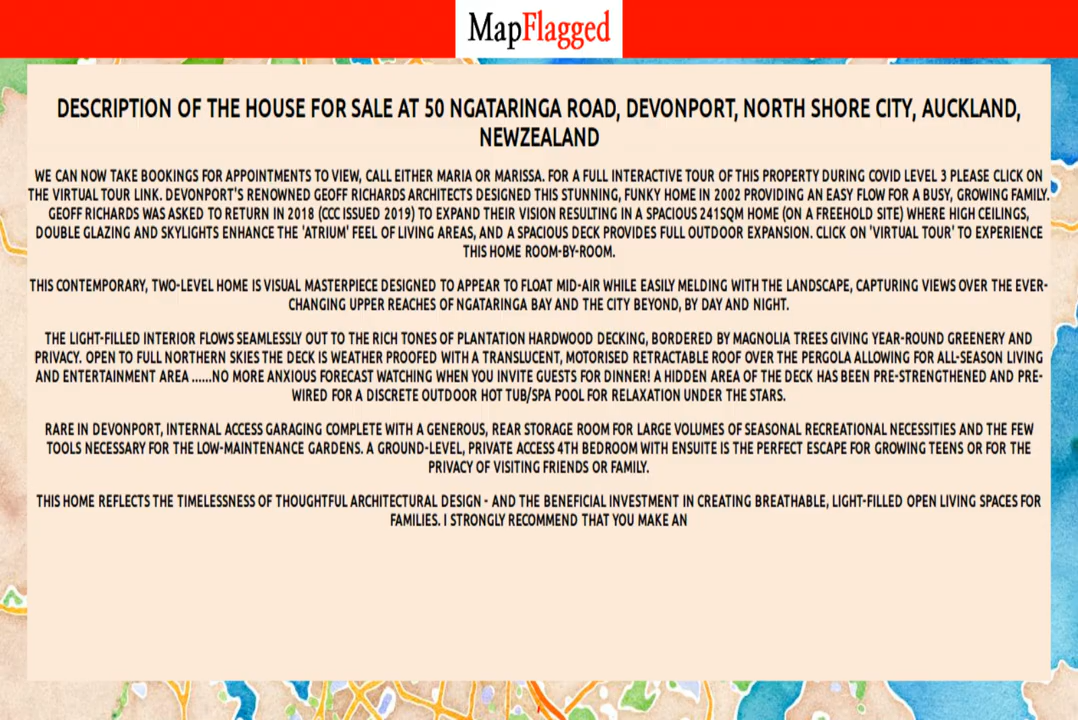 MapFlagged
DESCRIPTION OF THE HOUSE FOR SALE AT 50 NGATARINGA ROAD, DEVONPORT, NORTH SHORE CITY, AUCKLAND,
NEWZEALAND
WE CAN NOW TAKE BOOKINGS FOR APPOINTMENTS TO VIEW, CALL EITHER MARIA OR MARISSA. FOR A FULL INTERACTIVE TOUR OF THIS PROPERTY DURING COVID LEVEL 3 PLEASE CLICK ON
THE VIRTUAL TOUR LINK. DEVONPORT'S RENOWNED GEOFF RICHARDS ARCHITECTS DESIGNED THIS STUNNING, FUNKY HOME IN 2002 PROVIDING AN EASY FLOW FOR A BUSY, GROWING FAMILY.
GEOFF RICHARDS WAS ASKED TO RETURN IN 2018 (CCC ISSUED 2019) TO EXPAND THEIR VISION RESULTING IN A SPACIOUS 241SQM HOME (ON A FREEHOLD SITE) WHERE HIGH CEILINGS,
DOUBLE GLAZING AND SKYLIGHTS ENHANCE THE 'ATRIUM' FEEL OF LIVING AREAS, AND A SPACIOUS DECK PROVIDES FULL OUTDOOR EXPANSION. CLICK ON 'VIRTUAL TOUR' TO EXPERIENCE
THIS HOME ROOM-BY-ROOM.
THIS CONTEMPORARY, TWO-LEVEL HOME IS VISUAL MASTERPIECE DESIGNED TO APPEAR TO FLOAT MID-AIR WHILE EASILY MELDING WITH THE LANDSCAPE, CAPTURING VIEWS OVER THE EVER-
CHANGING UPPER REACHES OF NGATARINGA BAY AND THE CITY BEYOND, BY DAY AND NIGHT.
THE LIGHT-FILLED INTERIOR FLOWS SEAMLESSLY OUT TO THE RICH TONES OF PLANTATION HARDWOOD DECKING, BORDERED BY MAGNOLIA TREES GIVING YEAR-ROUND GREENERY AND
PRIVACY. OPEN TO FULL NORTHERN SKIES THE DECK IS WEATHER PROOFED WITH A TRANSLUCENT, MOTORISED RETRACTABLE ROOF OVER THE PERGOLA ALLOWING FOR ALL-SEASON LIVING
AND ENTERTAINMENT AREA ......NO MORE ANXIOUS FORECAST WATCHING WHEN YOU INVITE GUESTS FOR DINNER! A HIDDEN AREA OF THE DECK HAS BEEN PRE-STRENGTHENED AND PRE-
WIRED FOR A DISCRETE OUTDOOR HOT TUB/SPA POOL FOR RELAXATION UNDER THE STARS.
RARE IN DEVONPORT, INTERNAL ACCESS GARAGING COMPLETE WITH A GENEROUS, REAR STORAGE ROOM FOR LARGE VOLUMES OF SEASONAL RECREATIONAL NECESSITIES AND THE FEW
TOOLS NECESSARY FOR THE LOW-MAINTENANCE GARDENS. A GROUND-LEVEL, PRIVATE ACCESS 4TH BEDROOM WITH ENSUITE IS THE PERFECT ESCAPE FOR GROWING TEENS OR FOR THE
PRIVACY OF VISITING FRIENDS OR FAMILY.
THIS HOME REFLECTS THE TIMELESSNESS OF THOUGHTFUL ARCHITECTURAL DESIGN - AND THE BENEFICIAL INVESTMENT IN CREATING BREATHABLE, LIGHT-FILLED OPEN LIVING SPACES FOR
FAMILIES. I STRONGLY RECOMMEND THAT YOU MAKE AN